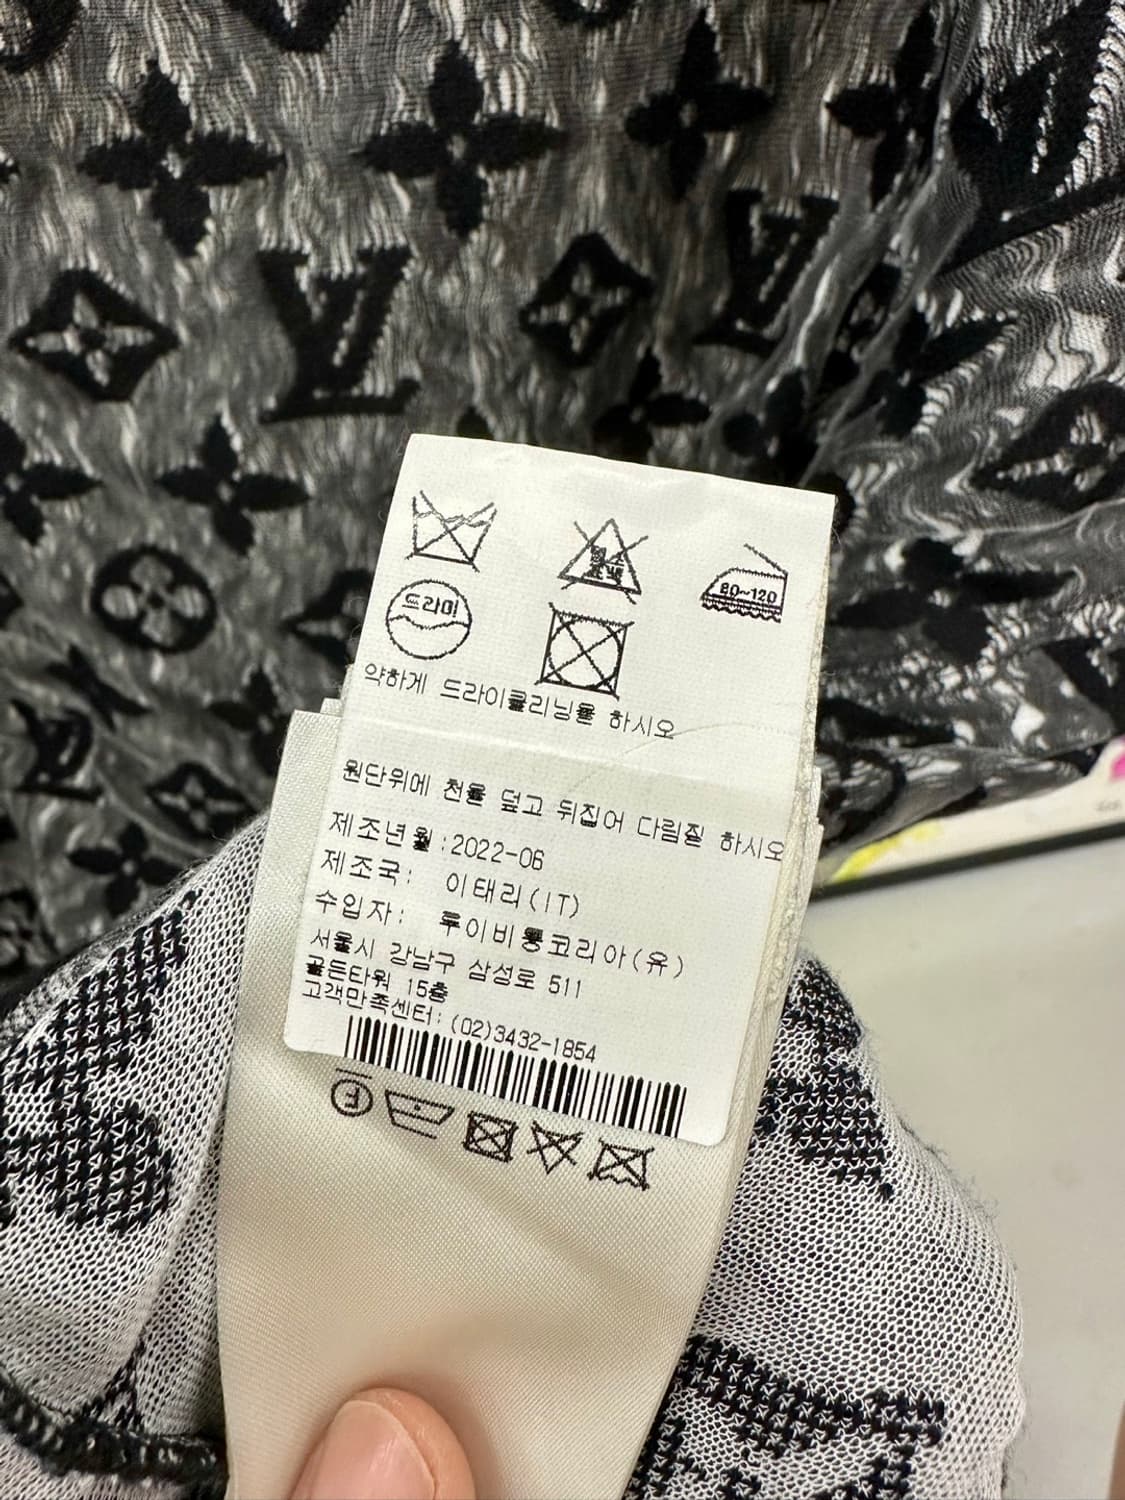 염소
표백
80~120
드라이
약하게 드라이클리닝을 하시오
원단위에 천을 덮고 뒤집어 다림질 하시오
제조년월:2022-06
제조국: 이태리(IT)
수입자: 루이비통코리아(유)
서울시 강남구 삼성로 511
골든타워 15층
고객만족센터:(02)3432-1854
F